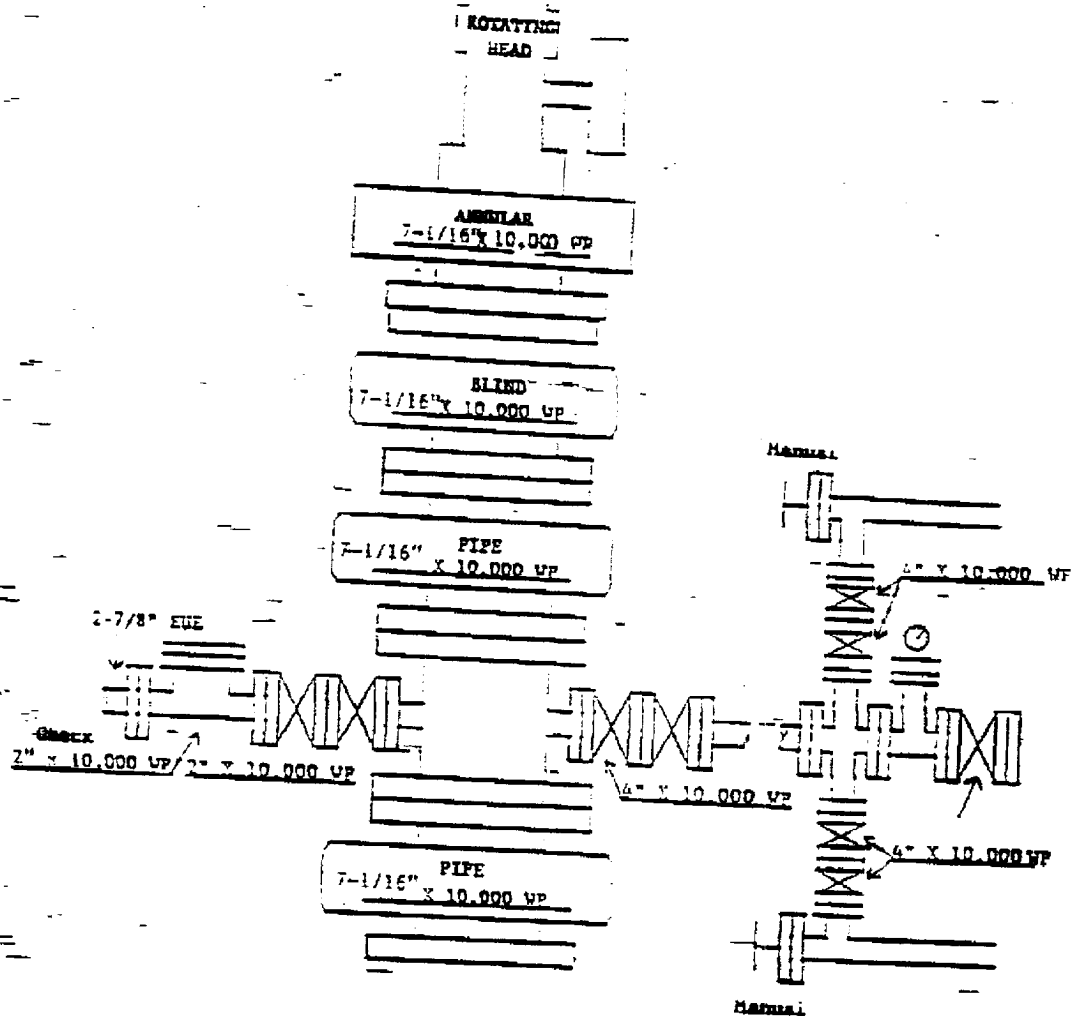 ROTATING
HEAD
ANNULAR
7-1/16" X 10.000 WP
BLIND
7-1/16" X 10.000 WP
PIPE
7-1/16" X 10.000 WP
Manual
4" X 10.000 WP
2-7/8" EUE
Check
2" X 10.000 WP
2" X 10.000 WP
4" X 10.000 WP
4" X 10.000 WP
PIPE
7-1/16" X 10.000 WP
Manual